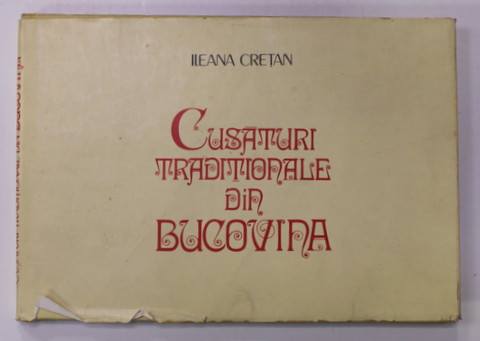 ILEANA CREȚAN
CUSĂTURI
TRADIȚIONALE
DIN
BUCOVINA